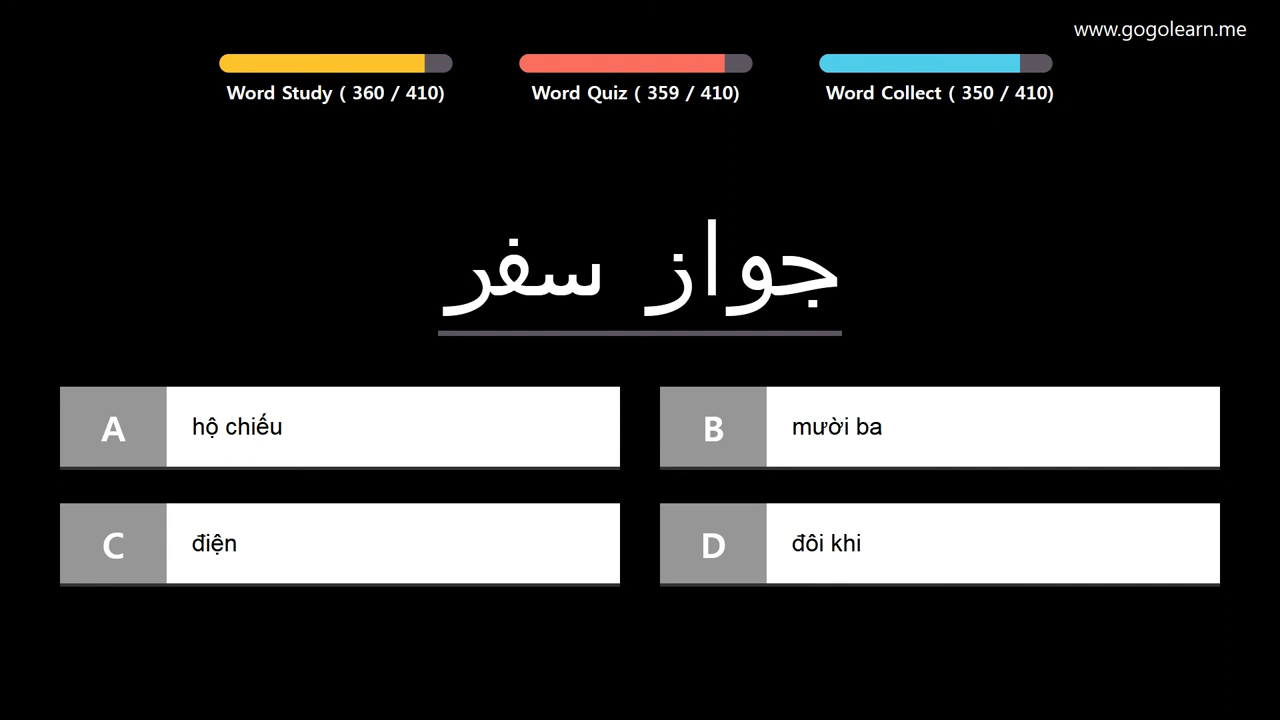 www.gogolearn.me
Word Study ( 360 / 410)
Word Quiz ( 359 / 410)
Word Collect ( 350 / 410)
جواز سفر
A hộ chiếu
B mười ba
C điện
D đôi khi